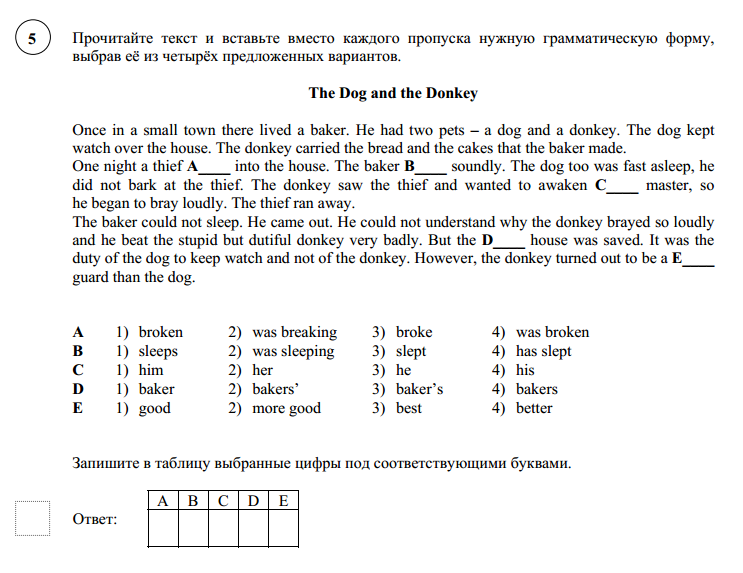 5
Прочитайте текст и вставьте вместо каждого пропуска нужную грамматическую форму,
выбрав её из четырёх предложенных вариантов.
The Dog and the Donkey
Once in a small town there lived a baker. He had two pets – a dog and a donkey. The dog kept
watch over the house. The donkey carried the bread and the cakes that the baker made.
One night a thief A____ into the house. The baker B____ soundly. The dog too was fast asleep, he
did not bark at the thief. The donkey saw the thief and wanted to awaken C____ master, so
he began to bray loudly. The thief ran away.
The baker could not sleep. He came out. He could not understand why the donkey brayed so loudly
and he beat the stupid but dutiful donkey very badly. But the D____ house was saved. It was the
duty of the dog to keep watch and not of the donkey. However, the donkey turned out to be a E____
guard than the dog.
A 1) broken 2) was breaking 3) broke 4) was broken
B 1) sleeps 2) was sleeping 3) slept 4) has slept
C 1) him 2) her 3) he 4) his
D 1) baker 2) bakers’ 3) baker’s 4) bakers
E 1) good 2) more good 3) best 4) better
Запишите в таблицу выбранные цифры под соответствующими буквами.
A B C D E
Ответ: